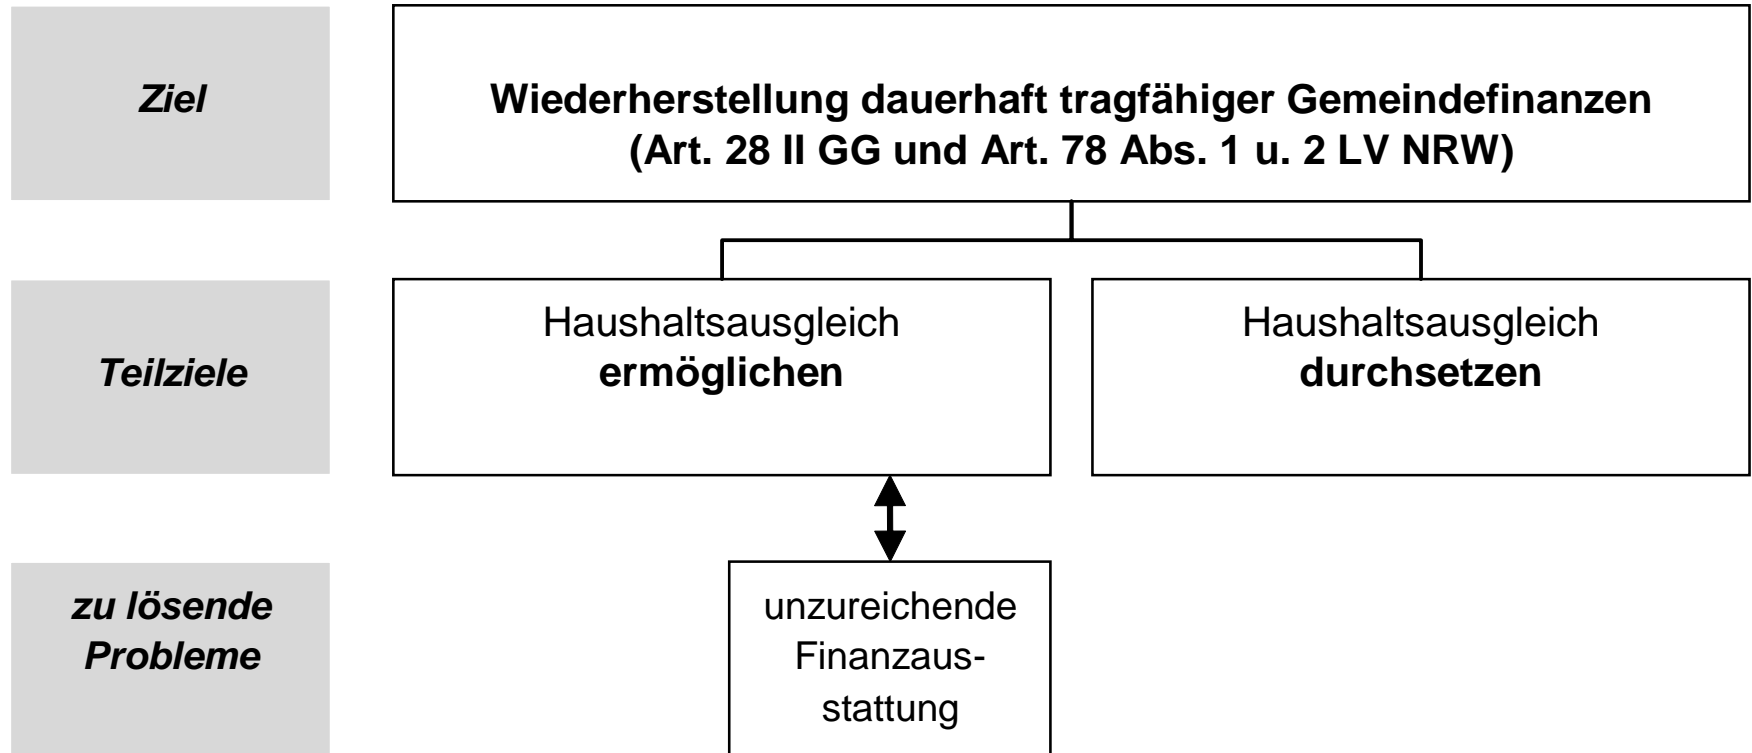 Ziel
Wiederherstellung dauerhaft tragfähiger Gemeindefinanzen
(Art. 28 II GG und Art. 78 Abs. 1 u. 2 LV NRW)
Teilziele
Haushaltsausgleich
ermöglichen
Haushaltsausgleich
durchsetzen
zu lösende
Probleme
unzureichende
Finanzaus-
stattung